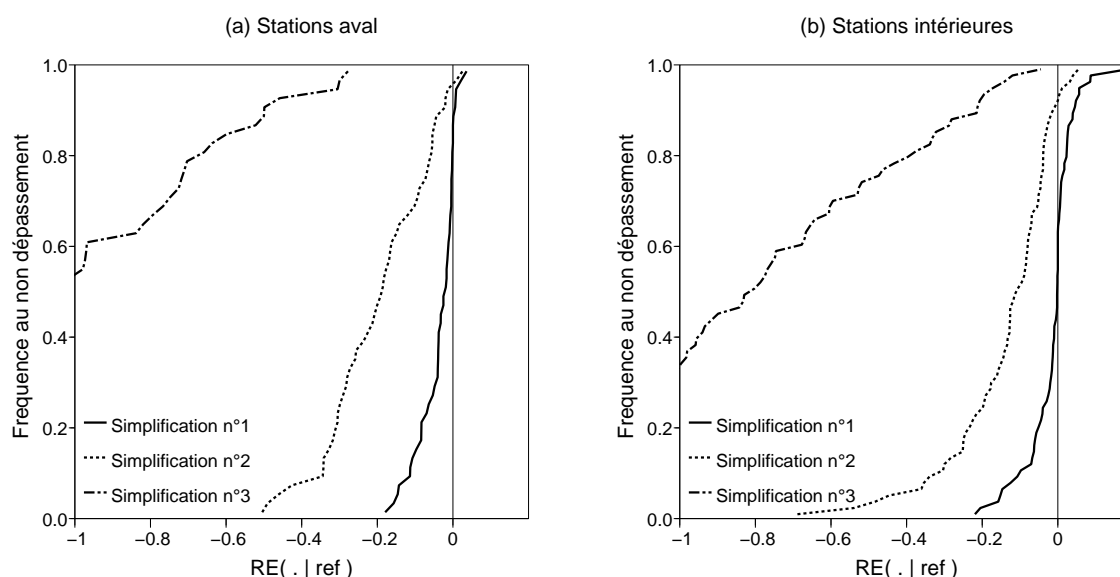 (a) Stations aval
1.0
0.8
0.6
0.4
0.2
0.0
Frequence au non dépassement
Simplification n°1
Simplification n°2
Simplification n°3
−1
−0.8
−0.6
−0.4
−0.2
0
RE( . | ref )
(b) Stations intérieures
1.0
0.8
0.6
0.4
0.2
0.0
Frequence au non dépassement
Simplification n°1
Simplification n°2
Simplification n°3
−1
−0.8
−0.6
−0.4
−0.2
0
RE( . | ref )